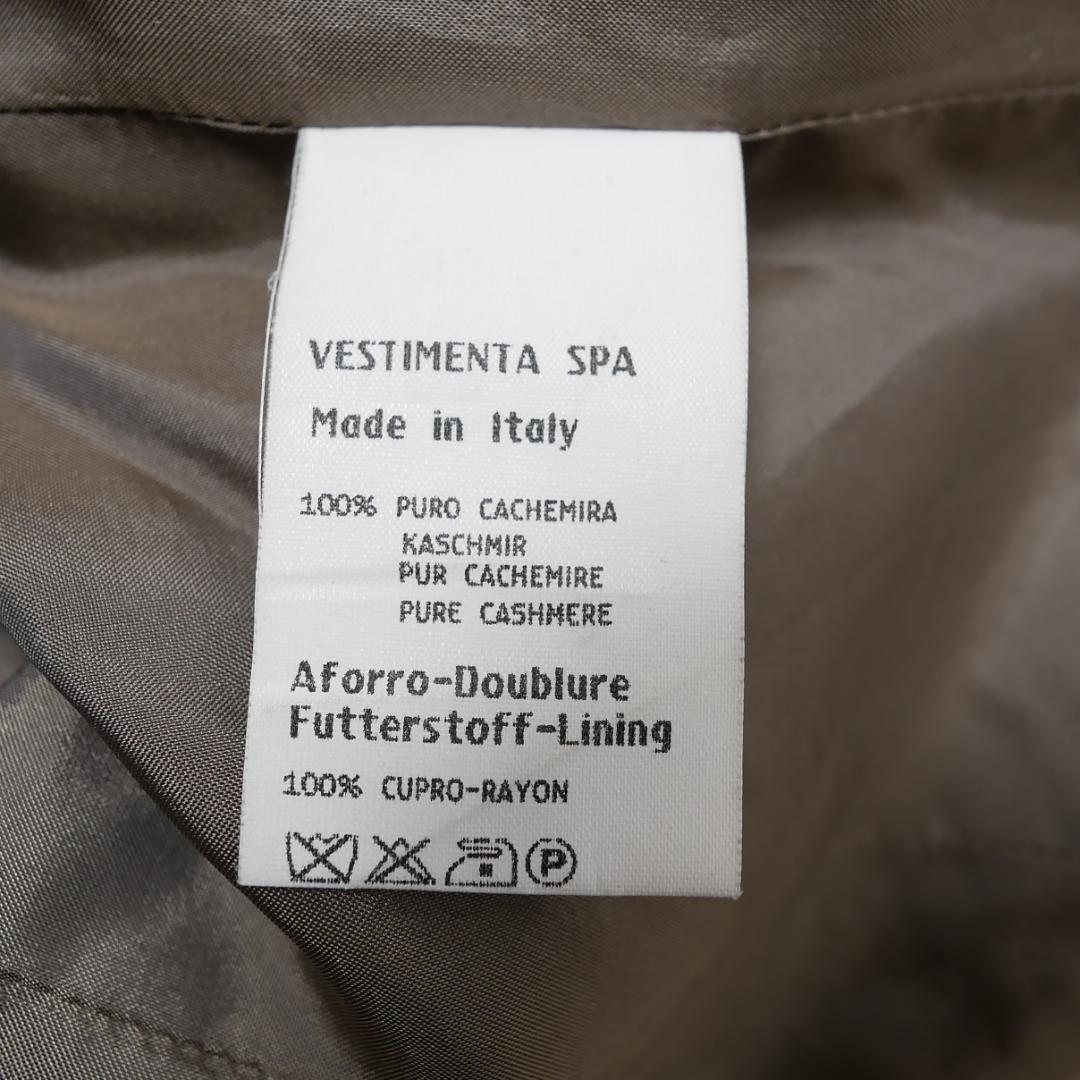 VESTIMENTA SPA
Made in Italy
100% PURO CACHEMIRA
KASCHMIR
PUR CACHEMIRE
PURE CASHMERE
Aforro-Doublure
Futterstoff-Lining
100% CUPRO-RAYON
P